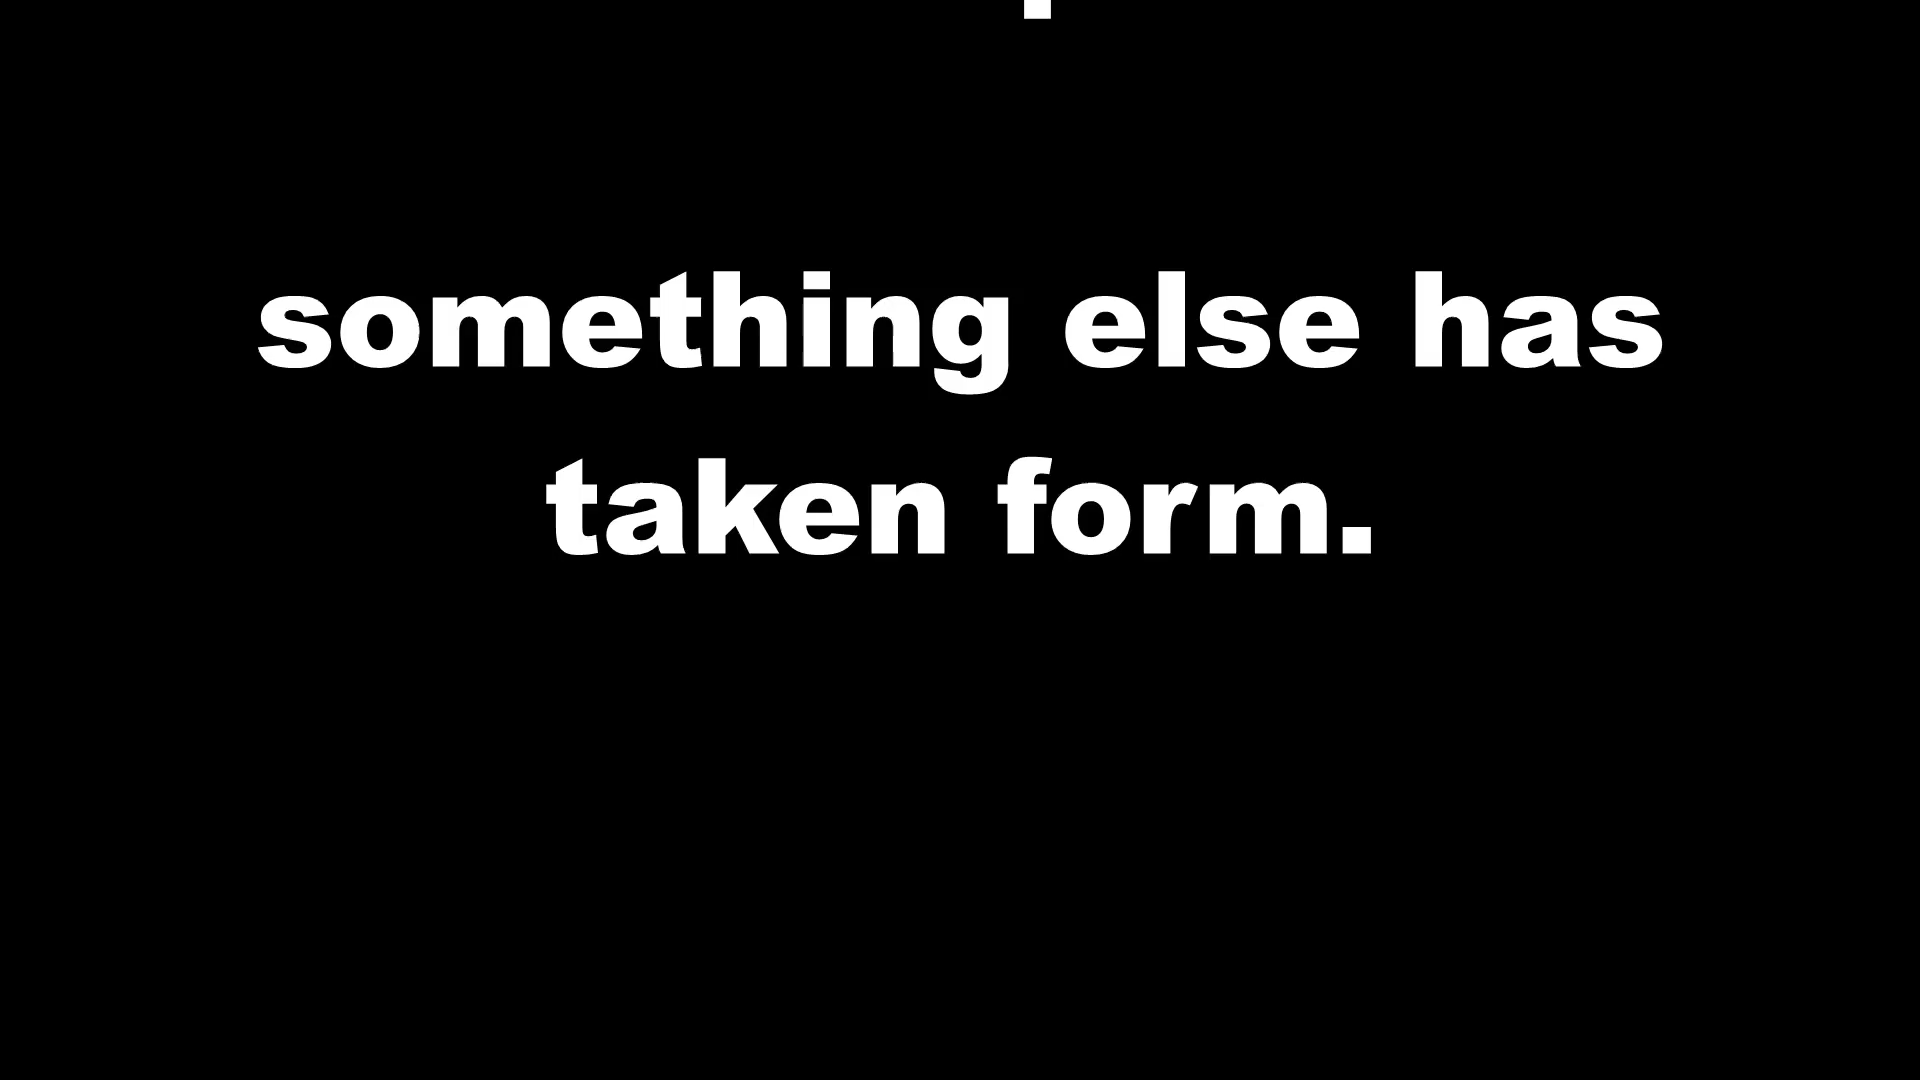 something else has
taken form.